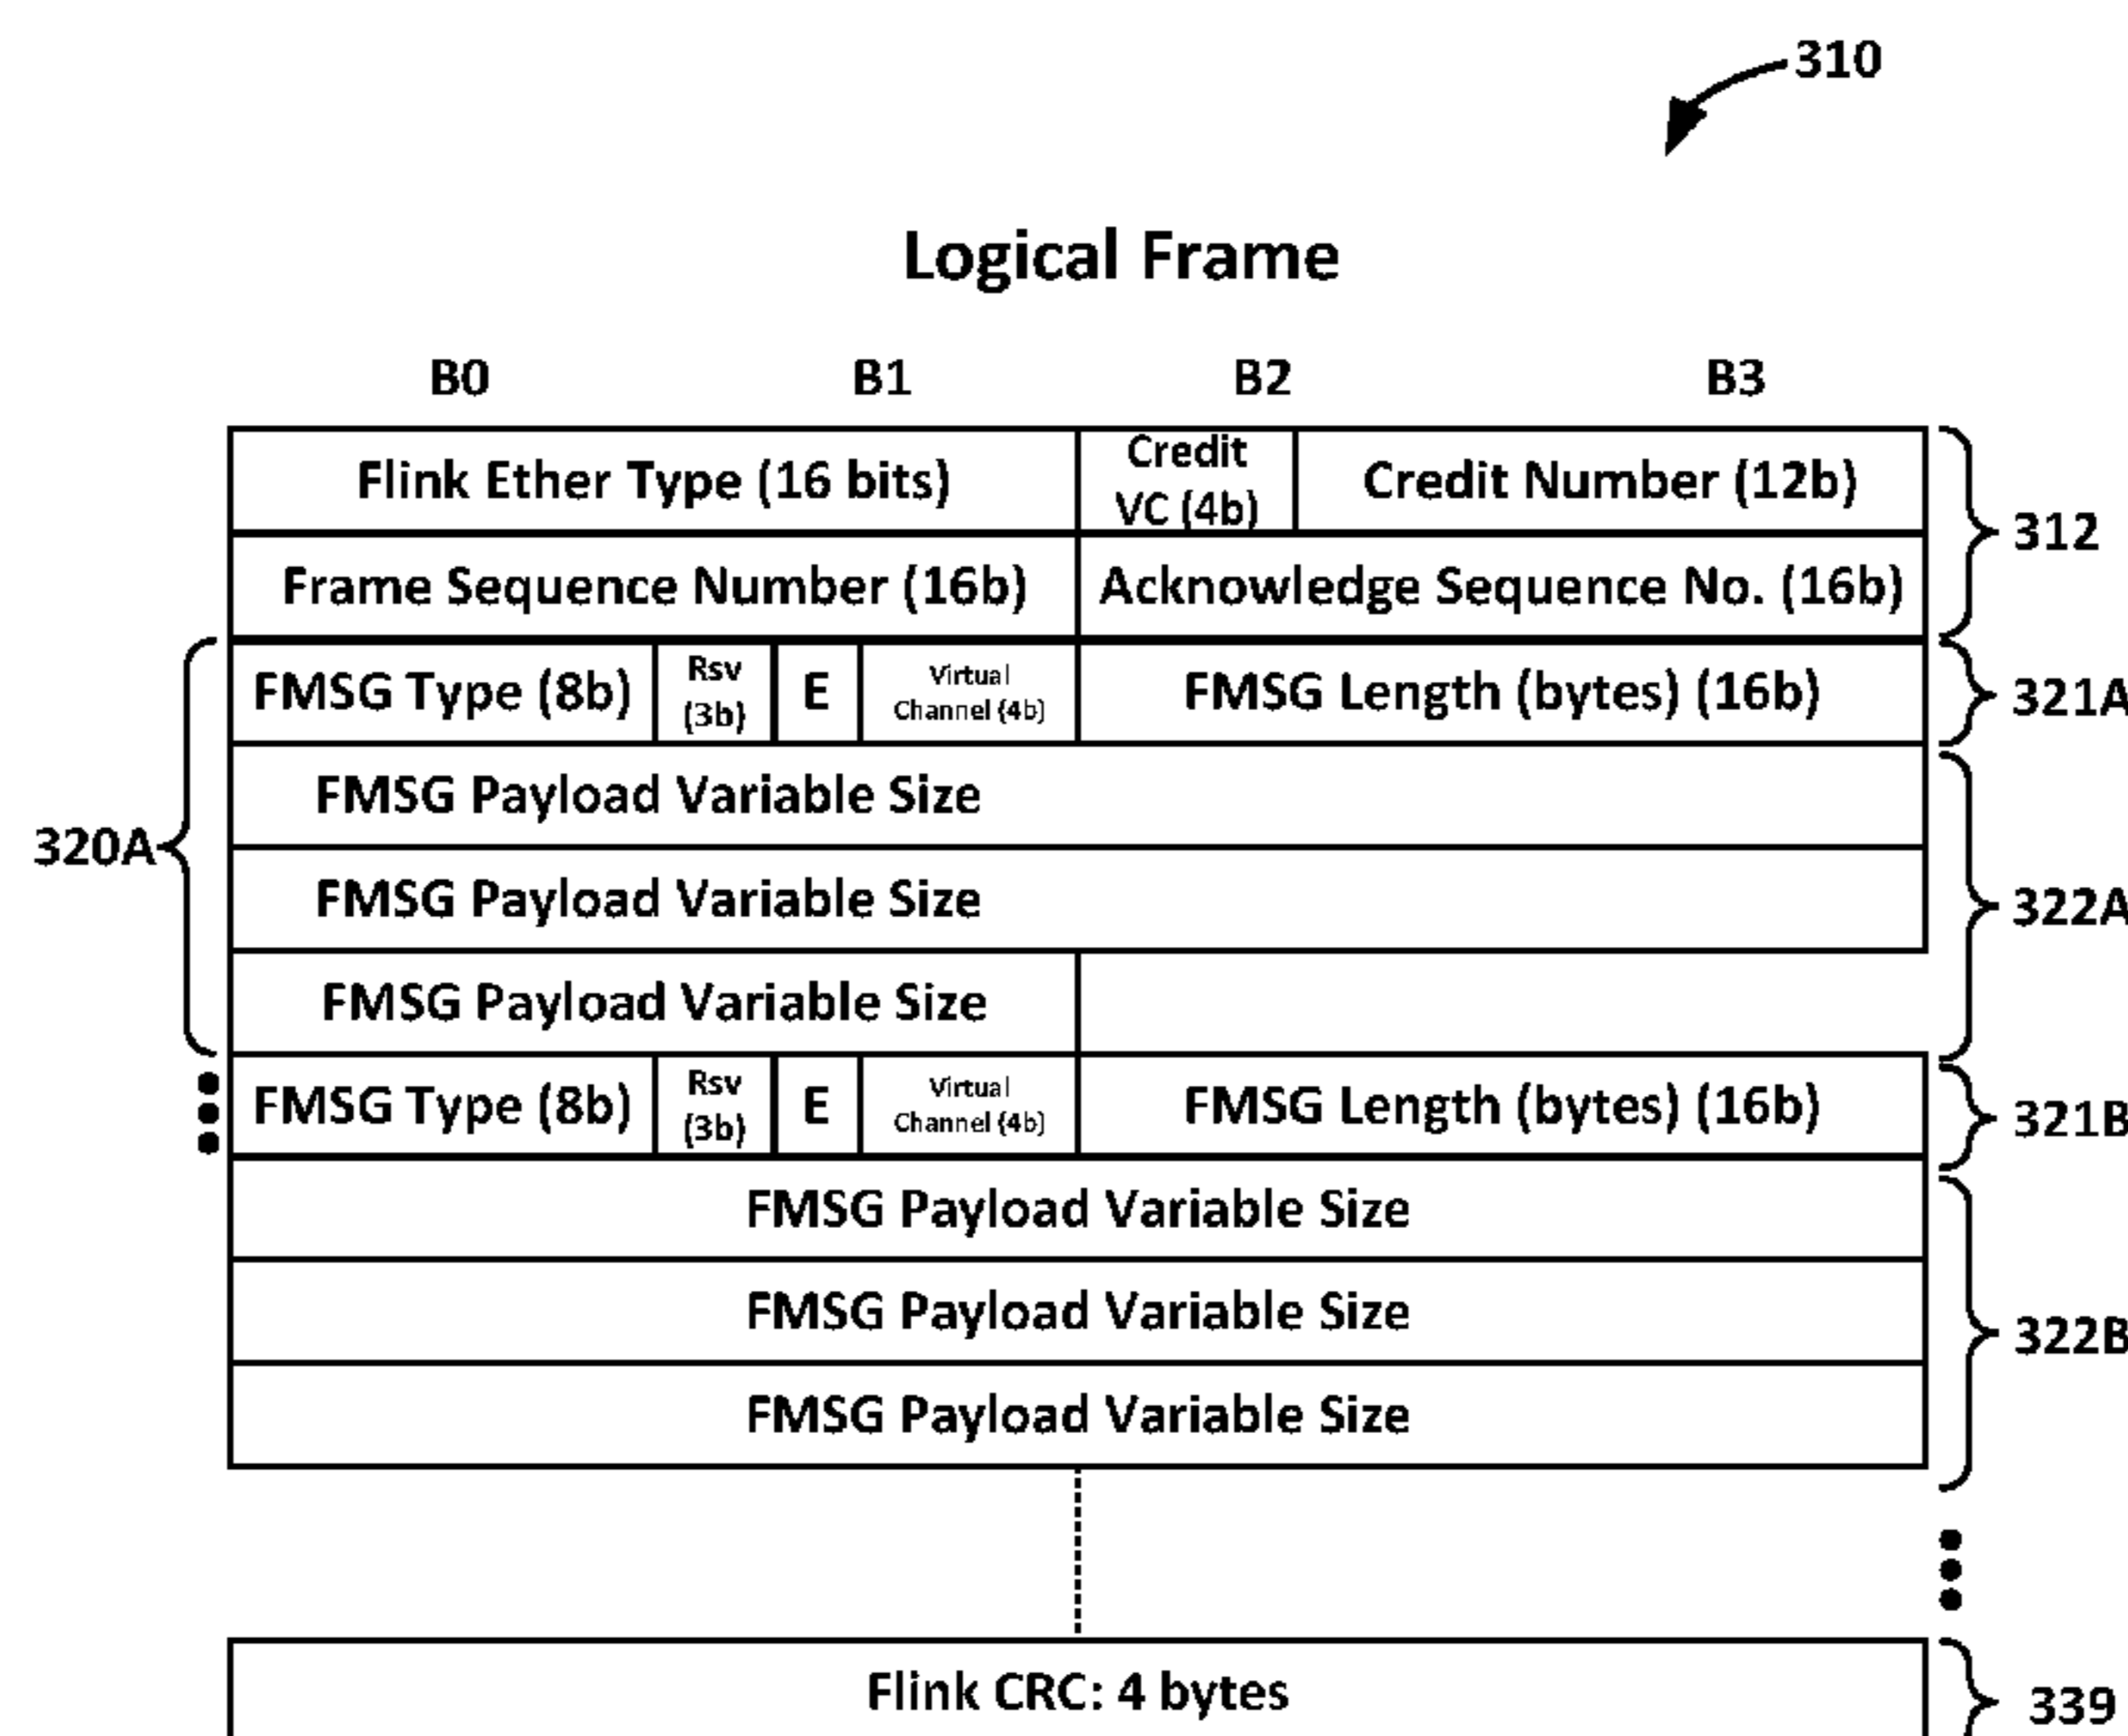 310
Logical Frame
B0 B1 B2 B3
Flink Ether Type (16 bits) Credit VC (4b) Credit Number (12b)
312
Frame Sequence Number (16b) Acknowledge Sequence No. (16b)
FMSG Type (8b) Rsv (3b) E Virtual Channel (4b) FMSG Length (bytes) (16b) 321A
FMSG Payload Variable Size
320A
FMSG Payload Variable Size 322A
FMSG Payload Variable Size
FMSG Type (8b) Rsv (3b) E Virtual Channel (4b) FMSG Length (bytes) (16b) 321B
FMSG Payload Variable Size
FMSG Payload Variable Size 322B
FMSG Payload Variable Size
Flink CRC: 4 bytes 339